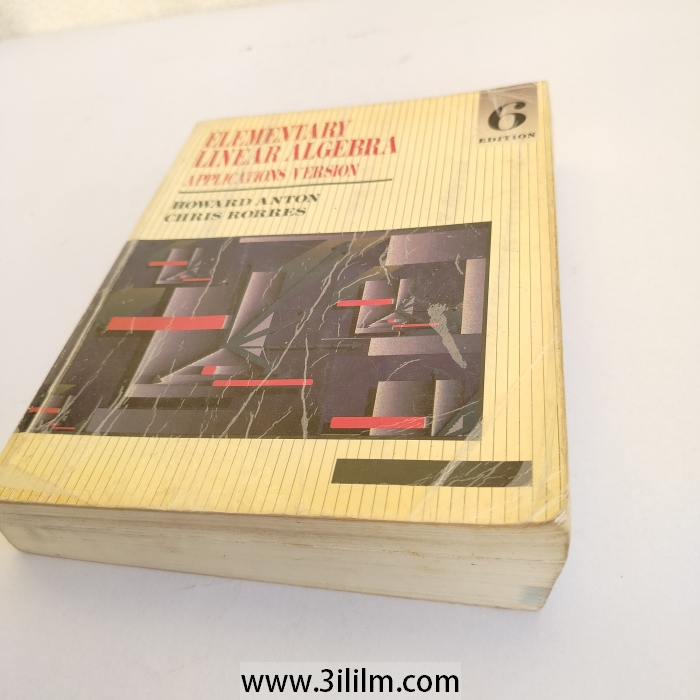 ELEMENTARY
LINEAR ALGEBRA
APPLICATIONS VERSION
HOWARD ANTON
CHRIS RORRES
6
EDITION
www.3ililm.com